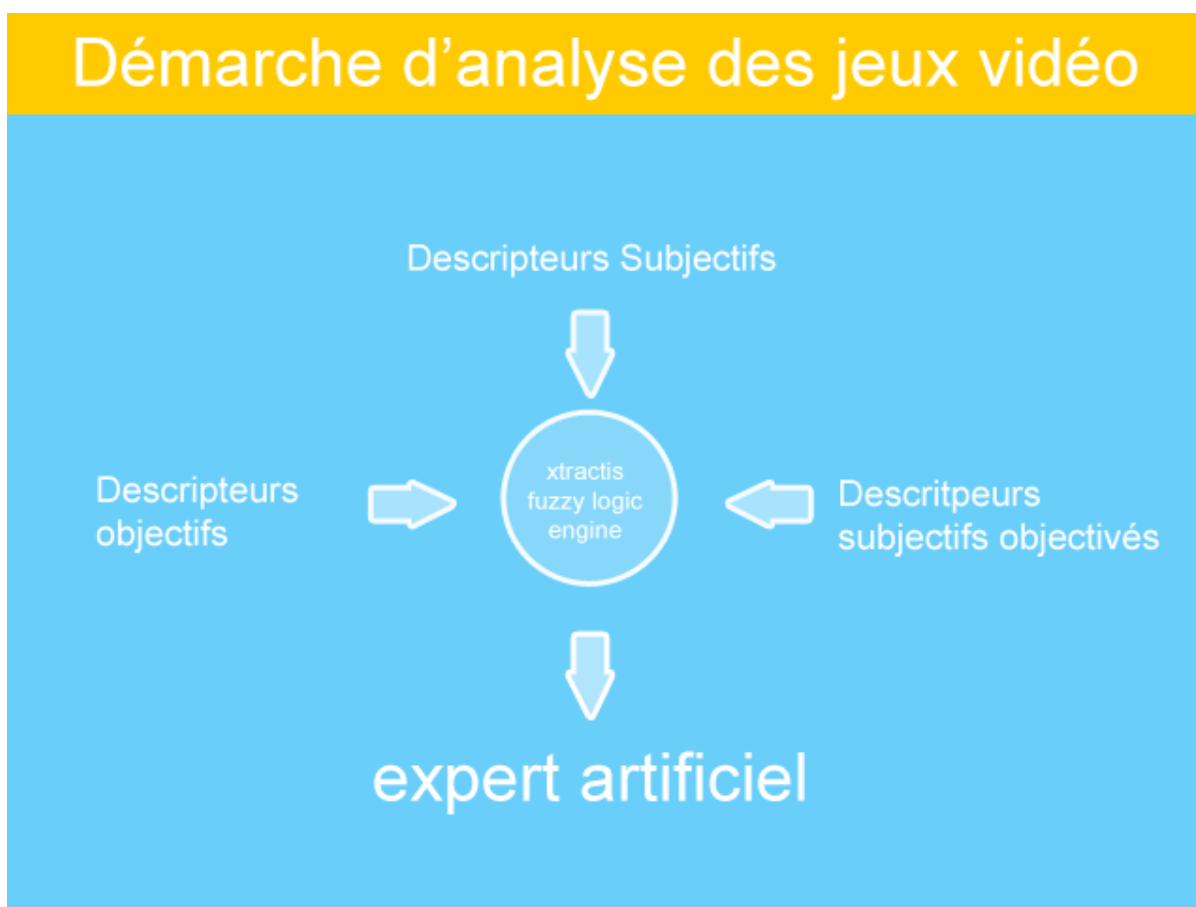 Démarche d’analyse des jeux vidéo
Descripteurs Subjectifs
Descripteurs
objectifs
xtractis
fuzzy logic
engine
Descritpeurs
subjectifs objectivés
expert artificiel